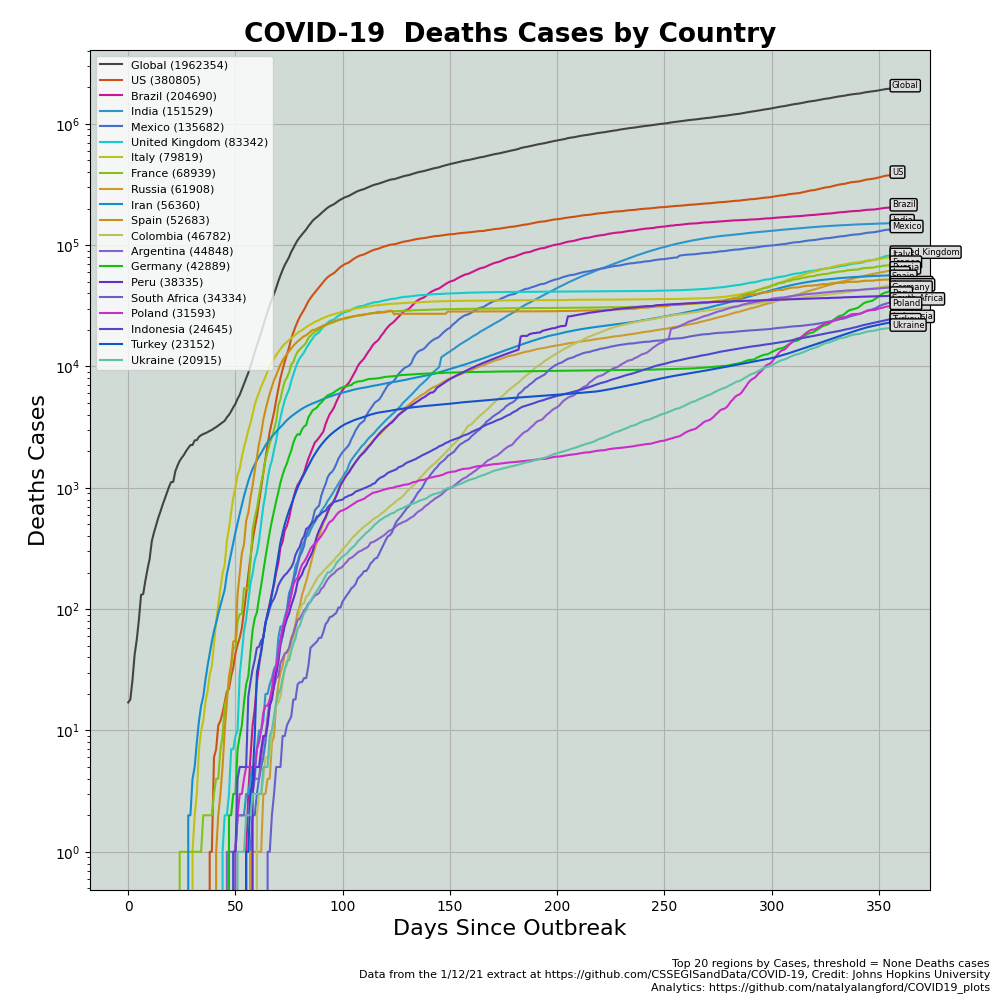 COVID-19  Deaths Cases by Country
Global (1962354)
US (380805)
Brazil (204690)
India (151529)
Mexico (135682)
United Kingdom (83342)
Italy (79819)
France (68939)
Russia (61908)
Iran (56360)
Spain (52683)
Colombia (46782)
Argentina (44848)
Germany (42889)
Peru (38335)
South Africa (34334)
Poland (31593)
Indonesia (24645)
Turkey (23152)
Ukraine (20915)
Global
US
Brazil
India
Mexico
Kingdom
Italy
Spain
Germany
Africa
Poland
Ukraine
Deaths Cases
10⁶
10⁵
10⁴
10³
10²
10¹
10⁰
0 50 100 150 200 250 300 350
Days Since Outbreak
Top 20 regions by Cases, threshold = None Deaths cases
Data from the 1/12/21 extract at https://github.com/CSSEGISandData/COVID-19, Credit: Johns Hopkins University
Analytics: https://github.com/natalyalangford/COVID19_plots